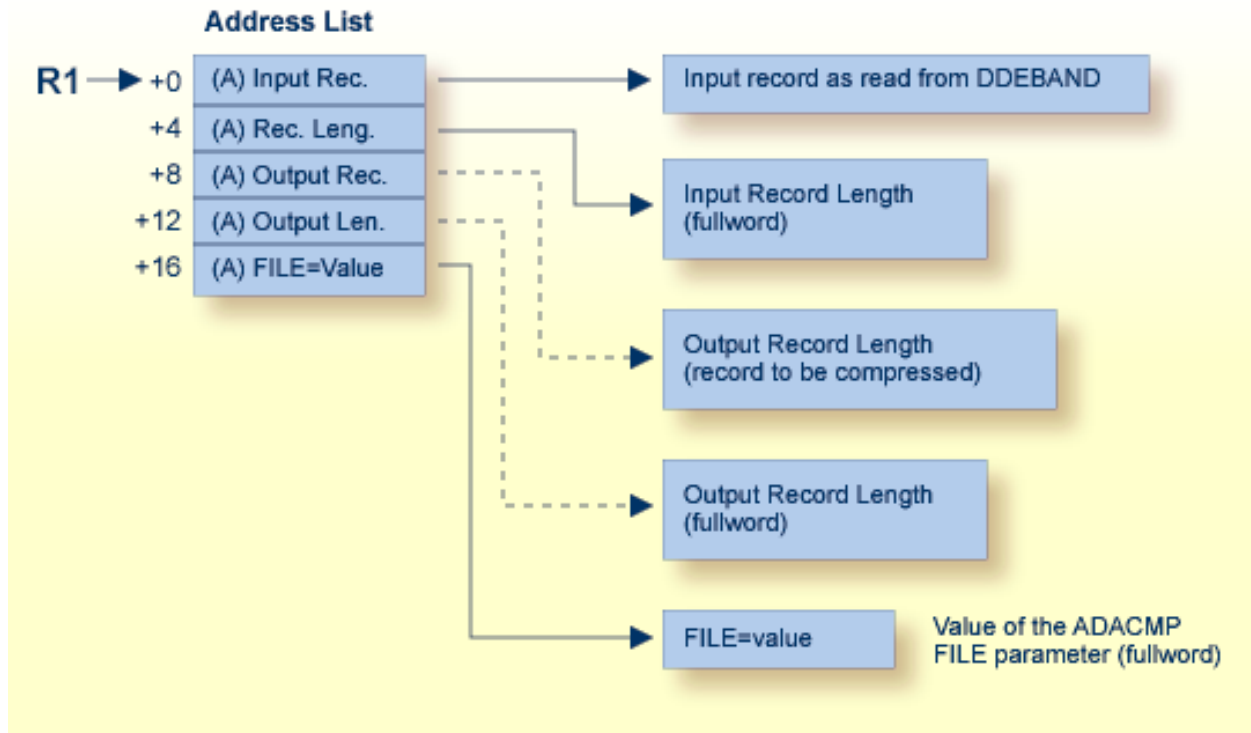 Address List
R1
+0
(A) Input Rec.
Input record as read from DDEBAND
+4
(A) Rec. Leng.
+8
(A) Output Rec.
Input Record Length
(fullword)
+12
(A) Output Len.
+16
(A) FILE=Value
Output Record Length
(record to be compressed)
Output Record Length
(fullword)
FILE=value
Value of the ADACMP
FILE parameter (fullword)